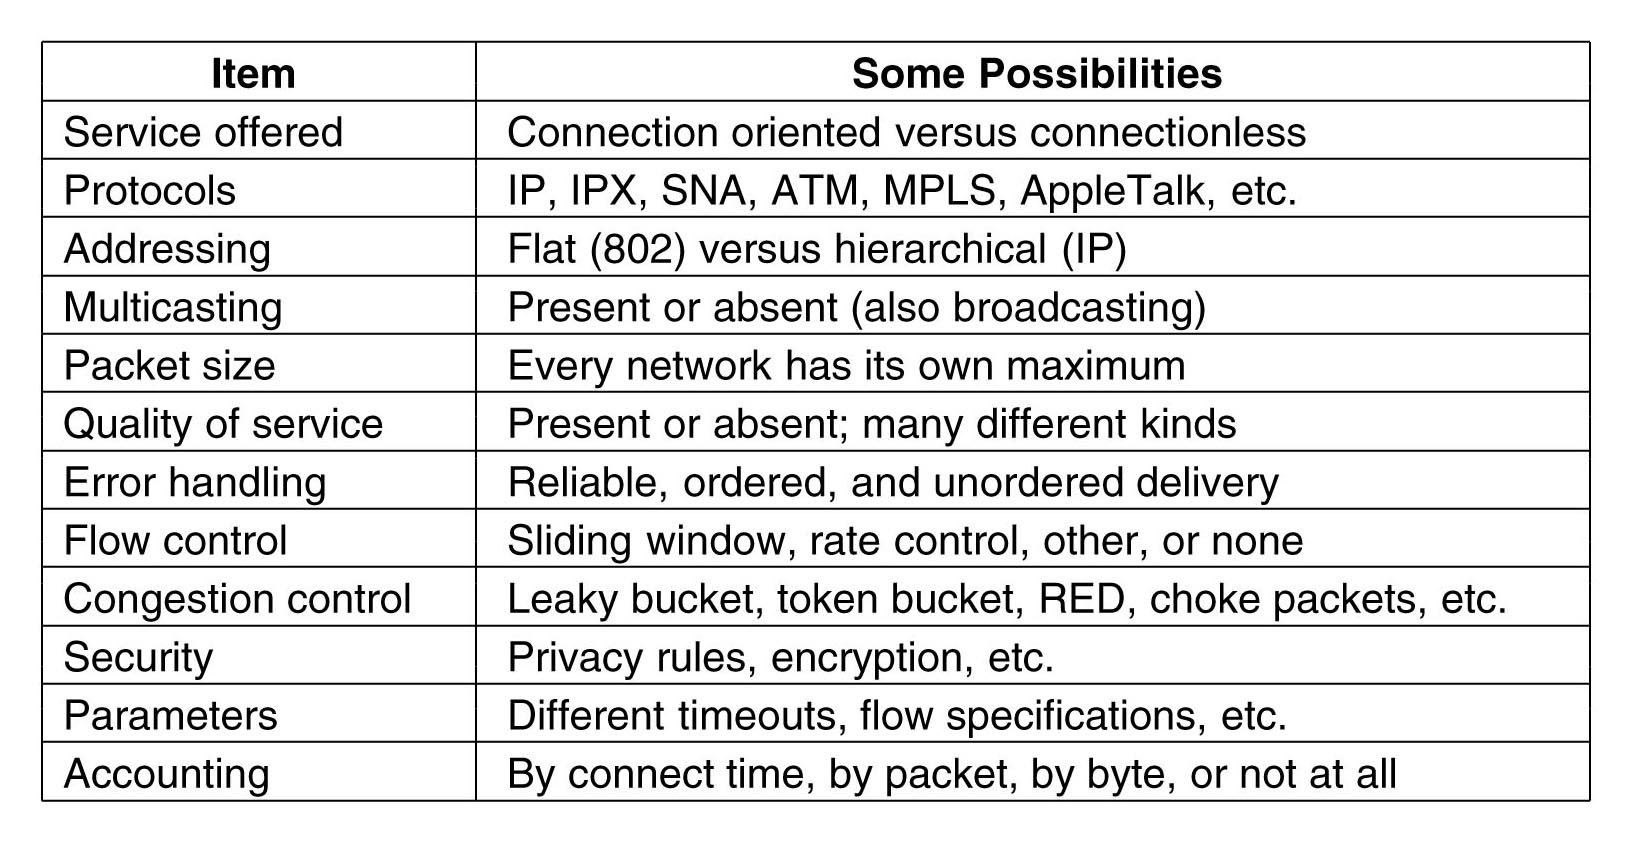 Item Some Possibilities
Service offered Connection oriented versus connectionless
Protocols IP, IPX, SNA, ATM, MPLS, AppleTalk, etc.
Addressing Flat (802) versus hierarchical (IP)
Multicasting Present or absent (also broadcasting)
Packet size Every network has its own maximum
Quality of service Present or absent; many different kinds
Error handling Reliable, ordered, and unordered delivery
Flow control Sliding window, rate control, other, or none
Congestion control Leaky bucket, token bucket, RED, choke packets, etc.
Security Privacy rules, encryption, etc.
Parameters Different timeouts, flow specifications, etc.
Accounting By connect time, by packet, by byte, or not at all